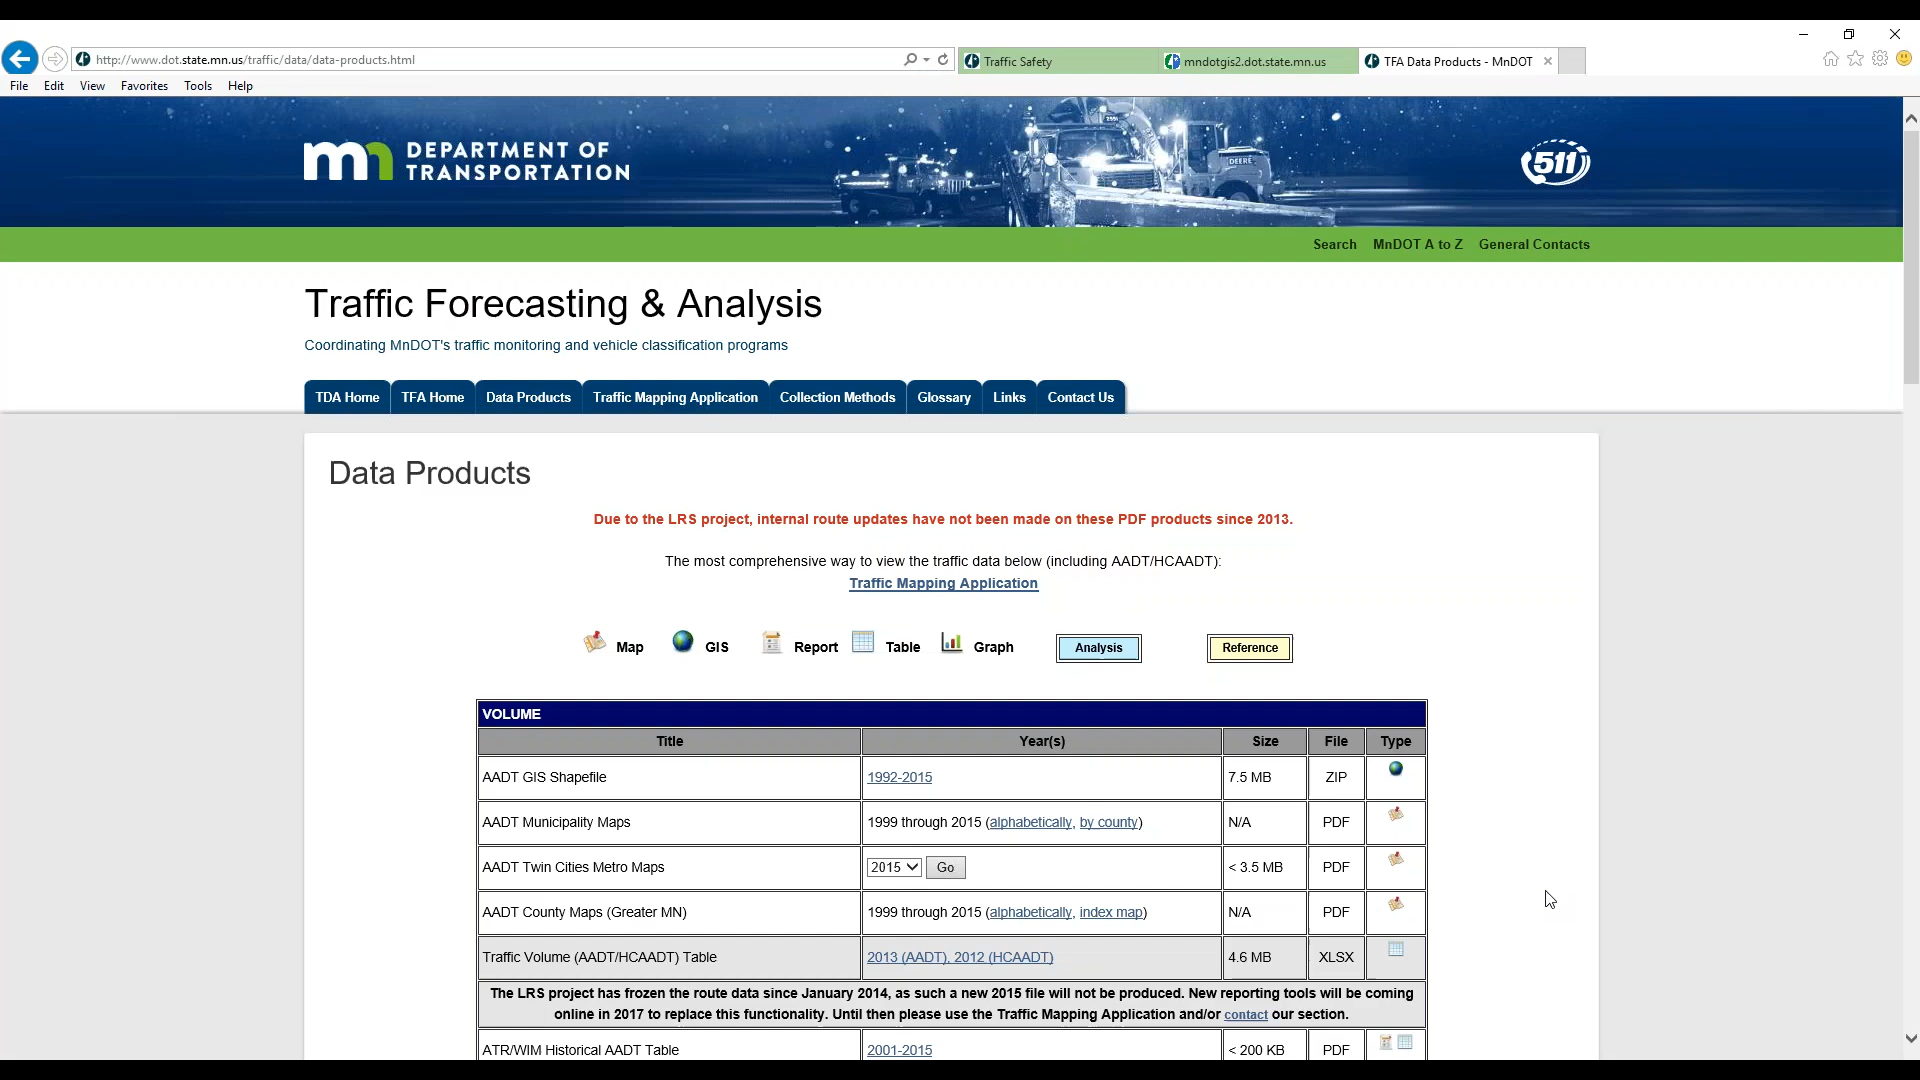 http://www.dot.state.mn.us/traffic/data/data-products.html
Traffic Safety
mndotgis2.dot.state.mn.us
TFA Data Products - MnDOT
File Edit View Favorites Tools Help
mn DEPARTMENT OF
TRANSPORTATION
DEERE
511
Search MnDOT A to Z General Contacts
Traffic Forecasting & Analysis
Coordinating MnDOT's traffic monitoring and vehicle classification programs
TDA Home TFA Home Data Products Traffic Mapping Application Collection Methods Glossary Links Contact Us
Data Products
Due to the LRS project, internal route updates have not been made on these PDF products since 2013.
The most comprehensive way to view the traffic data below (including AADT/HCAADT):
Traffic Mapping Application
Map GIS Report Table Graph Analysis Reference
VOLUME
Title Year(s) Size File Type
AADT GIS Shapefile 1992-2015 7.5 MB ZIP
AADT Municipality Maps 1999 through 2015 (alphabetically, by county) N/A PDF
AADT Twin Cities Metro Maps 2015 Go < 3.5 MB PDF
AADT County Maps (Greater MN) 1999 through 2015 (alphabetically, index map) N/A PDF
Traffic Volume (AADT/HCAADT) Table 2013 (AADT), 2012 (HCAADT) 4.6 MB XLSX
The LRS project has frozen the route data since January 2014, as such a new 2015 file will not be produced. New reporting tools will be coming
online in 2017 to replace this functionality. Until then please use the Traffic Mapping Application and/or contact our section.
ATR/WIM Historical AADT Table 2001-2015 < 200 KB PDF